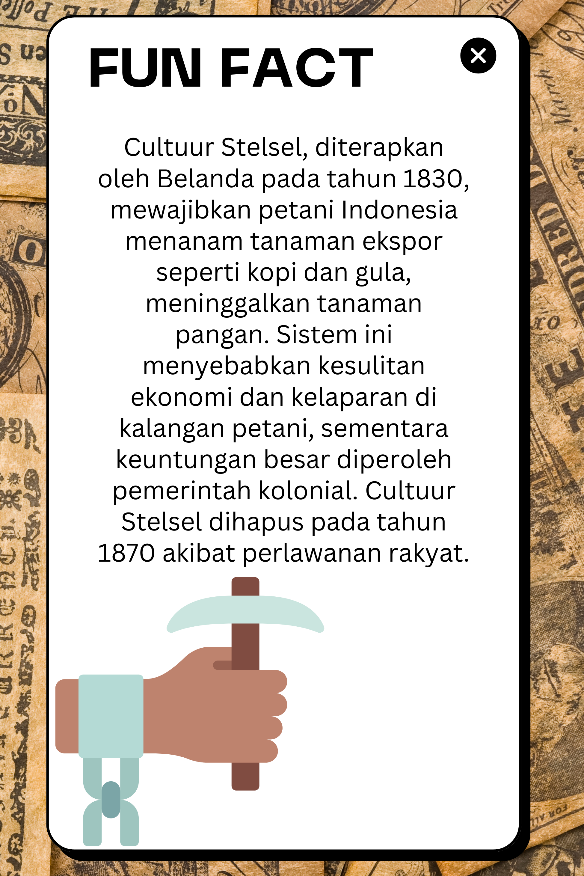 FUN FACT
Cultuur Stelsel, diterapkan
oleh Belanda pada tahun 1830,
mewajibkan petani Indonesia
menanam tanaman ekspor
seperti kopi dan gula,
meninggalkan tanaman
pangan. Sistem ini
menyebabkan kesulitan
ekonomi dan kelaparan di
kalangan petani, sementara
keuntungan besar diperoleh
pemerintah kolonial. Cultuur
Stelsel dihapus pada tahun
1870 akibat perlawanan rakyat.